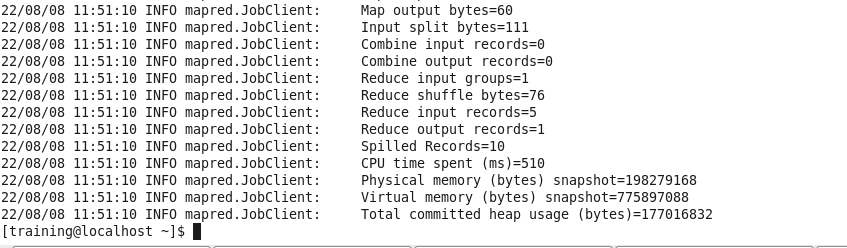 22/08/08 11:51:10 INFO mapred.JobClient:     Map output bytes=60
22/08/08 11:51:10 INFO mapred.JobClient:     Input split bytes=111
22/08/08 11:51:10 INFO mapred.JobClient:     Combine input records=0
22/08/08 11:51:10 INFO mapred.JobClient:     Combine output records=0
22/08/08 11:51:10 INFO mapred.JobClient:     Reduce input groups=1
22/08/08 11:51:10 INFO mapred.JobClient:     Reduce shuffle bytes=76
22/08/08 11:51:10 INFO mapred.JobClient:     Reduce input records=5
22/08/08 11:51:10 INFO mapred.JobClient:     Reduce output records=1
22/08/08 11:51:10 INFO mapred.JobClient:     Spilled Records=10
22/08/08 11:51:10 INFO mapred.JobClient:     CPU time spent (ms)=510
22/08/08 11:51:10 INFO mapred.JobClient:     Physical memory (bytes) snapshot=198279168
22/08/08 11:51:10 INFO mapred.JobClient:     Virtual memory (bytes) snapshot=775897088
22/08/08 11:51:10 INFO mapred.JobClient:     Total committed heap usage (bytes)=177016832
[training@localhost ~]$